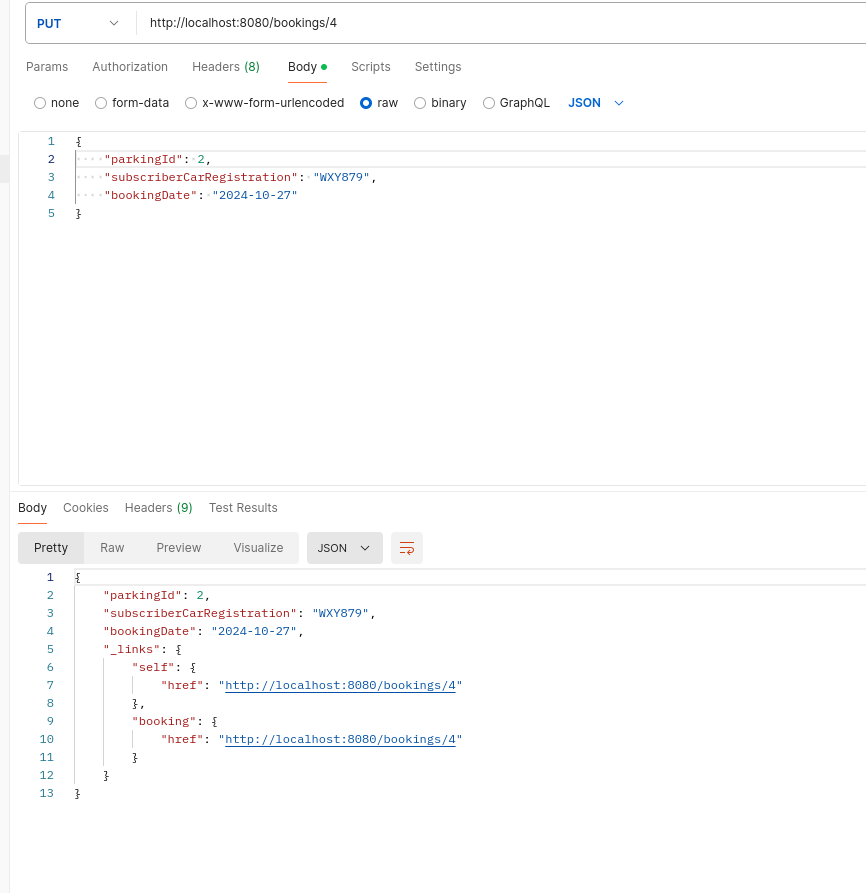 PUT http://localhost:8080/bookings/4
Params Authorization Headers (8) Body Scripts Settings
none form-data x-www-form-urlencoded raw binary GraphQL JSON
1 {
2 ····"parkingId":·2,
3 ····"subscriberCarRegistration":·"WXY879",
4 ····"bookingDate":·"2024-10-27"
5 }
Body Cookies Headers (9) Test Results
Pretty Raw Preview Visualize JSON
1 {
2 "parkingId": 2,
3 "subscriberCarRegistration": "WXY879",
4 "bookingDate": "2024-10-27",
5 "_links": {
6 "self": {
7 "href": "http://localhost:8080/bookings/4"
8 },
9 "booking": {
10 "href": "http://localhost:8080/bookings/4"
11 }
12 }
13 }